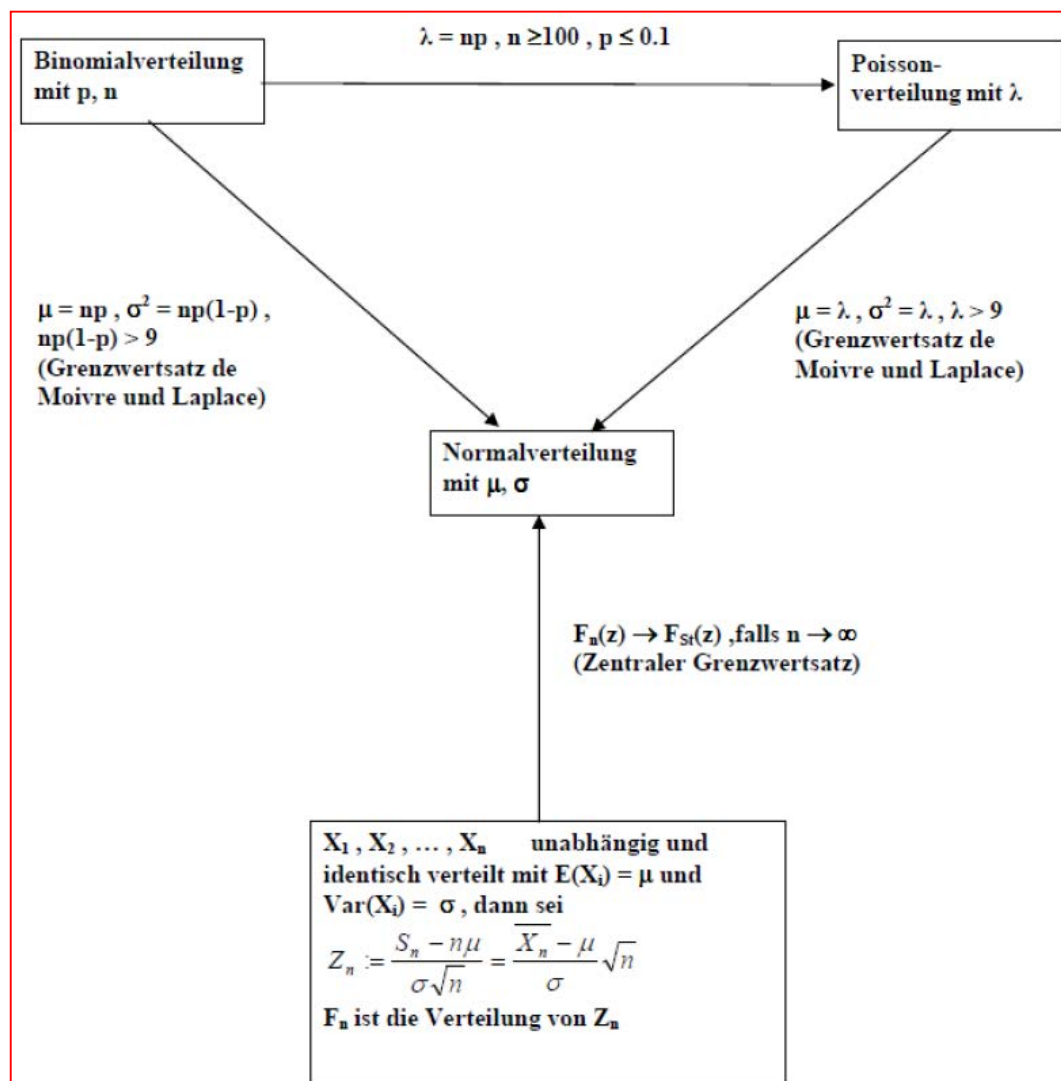 λ = np , n ≥100 , p ≤ 0.1
Binomialverteilung
mit p, n
Poisson-
verteilung mit λ
μ = np , σ² = np(1-p) ,
np(1-p) > 9
(Grenzwertsatz de
Moivre und Laplace)
μ = λ , σ² = λ , λ > 9
(Grenzwertsatz de
Moivre und Laplace)
Normalverteilung
mit μ, σ
Fₙ(z) → F_St(z) ,falls n → ∞
(Zentraler Grenzwertsatz)
X₁ , X₂ , … , Xₙ unabhängig und
identisch verteilt mit E(Xᵢ) = μ und
Var(Xᵢ) = σ , dann sei
Zₙ := (Sₙ − nμ)/(σ√n) = (X̅ₙ − μ)/σ √n
Fₙ ist die Verteilung von Zₙ